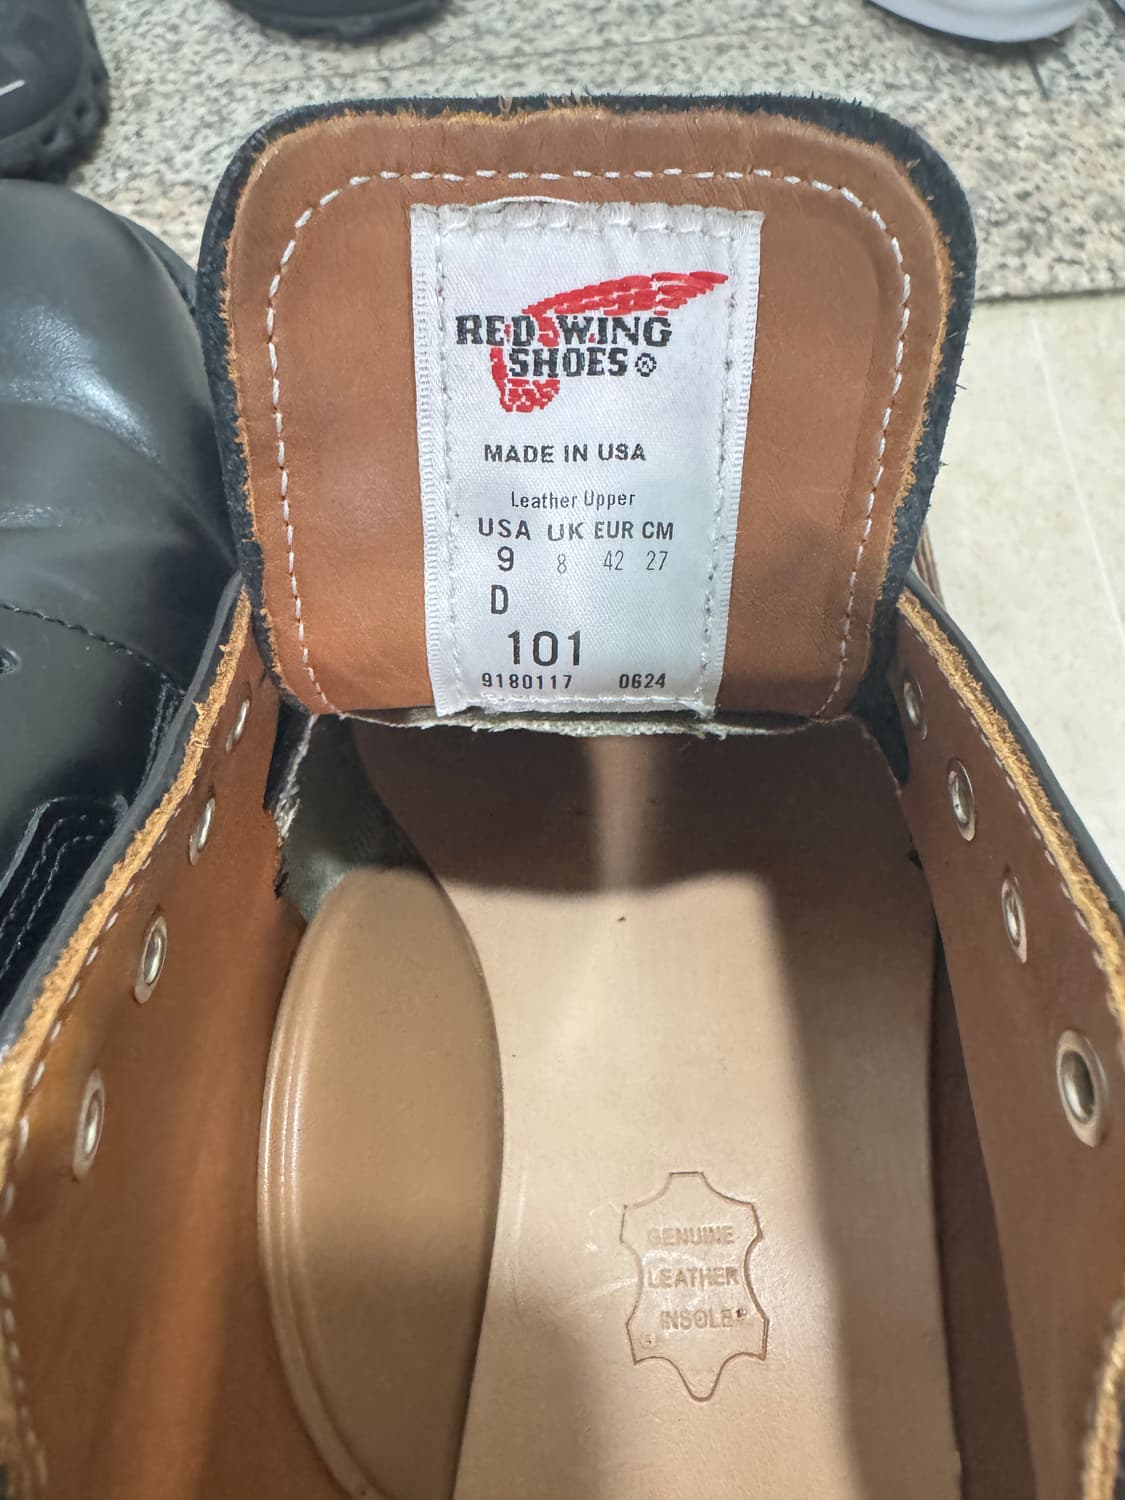 RED WING
SHOES®
MADE IN USA
Leather Upper
USA UK EUR CM
9 8 42 27
D
101
9180117 0624
GENUINE
LEATHER
INSOLE